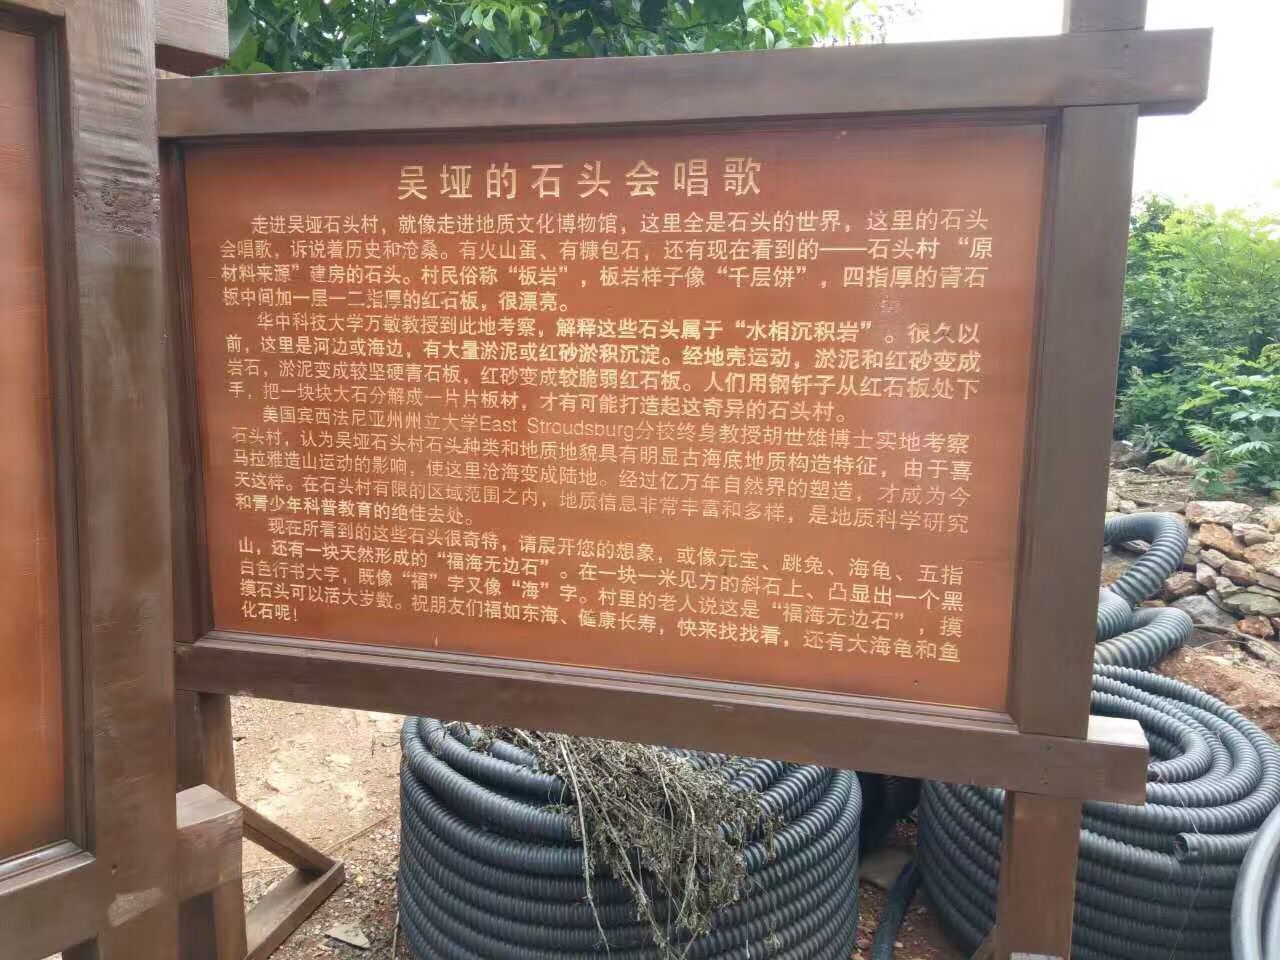 吴垭的石头会唱歌
走进吴垭石头村，就像走进地质文化博物馆，这里全是石头的世界，这里的石头
会唱歌，诉说着历史和沧桑。有火山蛋、有糠包石，还有现在看到的——石头村“原
材料来源”建房的石头。村民俗称“板岩”，板岩样子像“千层饼”，四指厚的青石
板中间加一层一二指厚的红石板，很漂亮。
华中科技大学万敏教授到此地考察，解释这些石头属于“水相沉积岩”。很久以
前，这里是河边或海边，有大量淤泥或红砂淤积沉淀。经地壳运动，淤泥和红砂变成
岩石，淤泥变成较坚硬青石板，红砂变成较脆弱红石板。人们用钢钎子从红石板处下
手，把一块块大石分解成一片片板材，才有可能打造起这奇异的石头村。
美国宾西法尼亚州州立大学East Stroudsburg分校终身教授胡世雄博士实地考察
石头村，认为吴垭石头村石头种类和地质地貌具有明显古海底地质构造特征，由于喜
马拉雅造山运动的影响，使这里沧海变成陆地。经过亿万年自然界的塑造，才成为今
天这样。在石头村有限的区域范围之内，地质信息非常丰富和多样，是地质科学研究
和青少年科普教育的绝佳去处。
现在所看到的这些石头很奇特，请展开您的想象，或像元宝、跳兔、海龟、五指
山，还有一块天然形成的“福海无边石”。在一块一米见方的斜石上、凸显出一个黑
白色行书大字，既像“福”字又像“海”字。村里的老人说这是“福海无边石”，摸
摸石头可以活大岁数。祝朋友们福如东海、健康长寿，快来找找看，还有大海龟和鱼
化石呢！